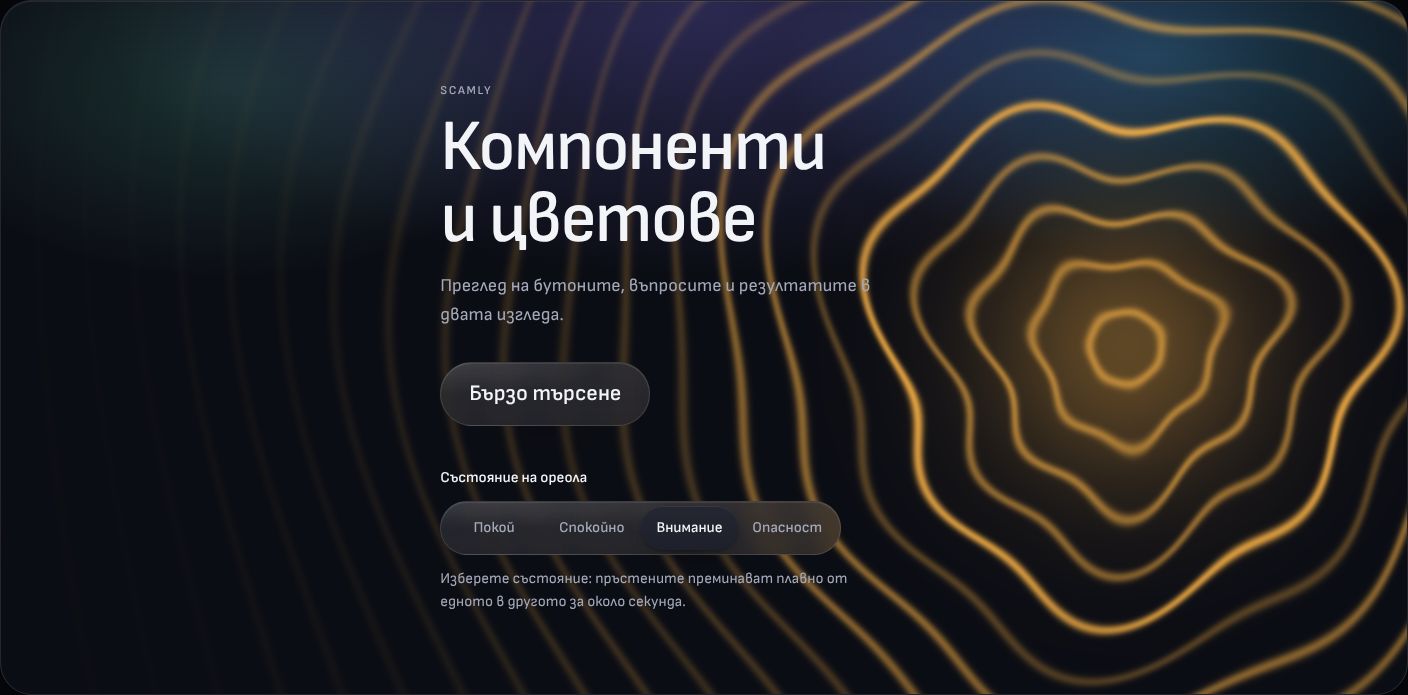 SCAMLY
Компоненти
и цветове
Преглед на бутоните, въпросите и резултатите в
двата изгледа.
Бързо търсене
Състояние на ореола
Покой Спокойно Внимание Опасност
Изберете състояние: пръстените преминават плавно от
едното в другото за около секунда.